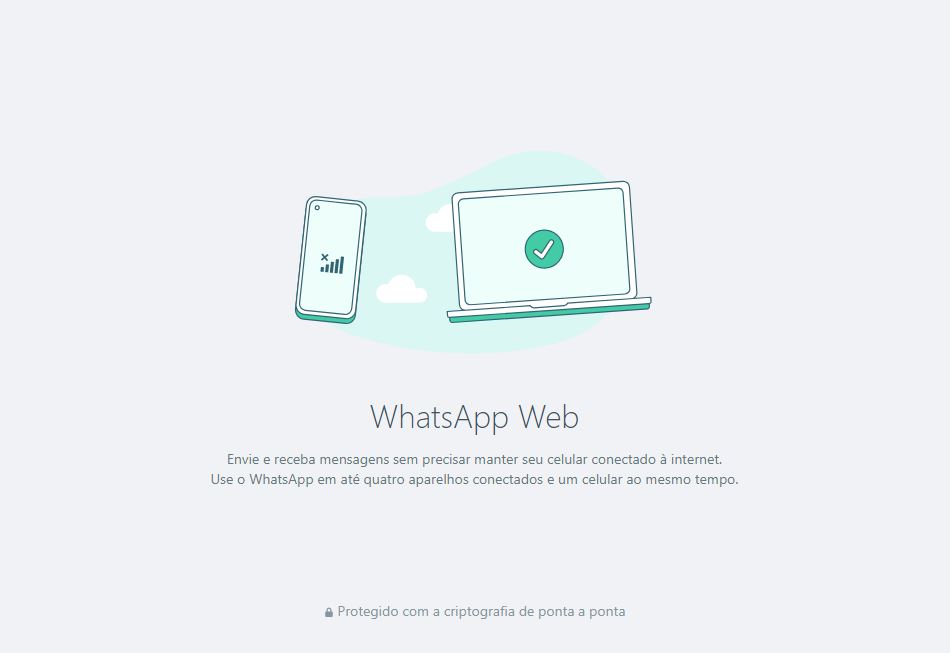 WhatsApp Web
Envie e receba mensagens sem precisar manter seu celular conectado à internet.
Use o WhatsApp em até quatro aparelhos conectados e um celular ao mesmo tempo.
Protegido com a criptografia de ponta a ponta